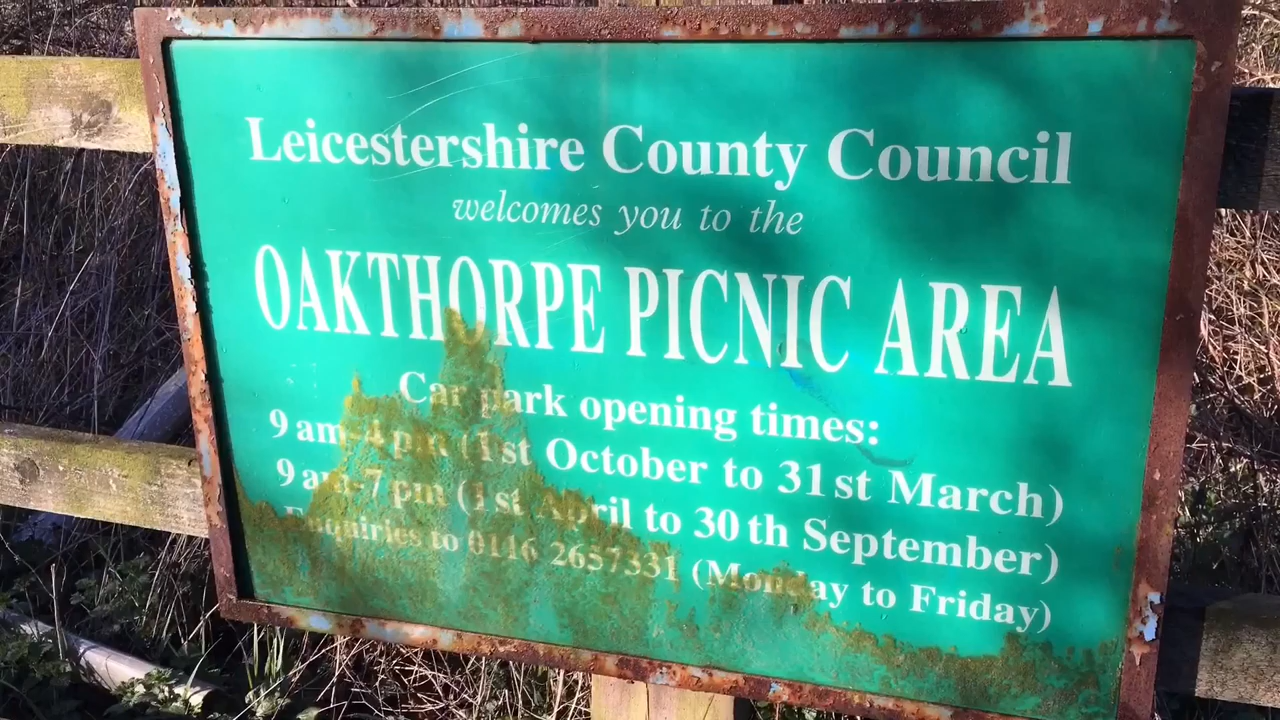 Leicestershire County Council
welcomes you to the
OAKTHORPE PICNIC AREA
Car park opening times:
9 am-4 pm (1st October to 31st March)
9 am-7 pm (1st April to 30th September)
Enquiries to 0116 2657331 (Monday to Friday)